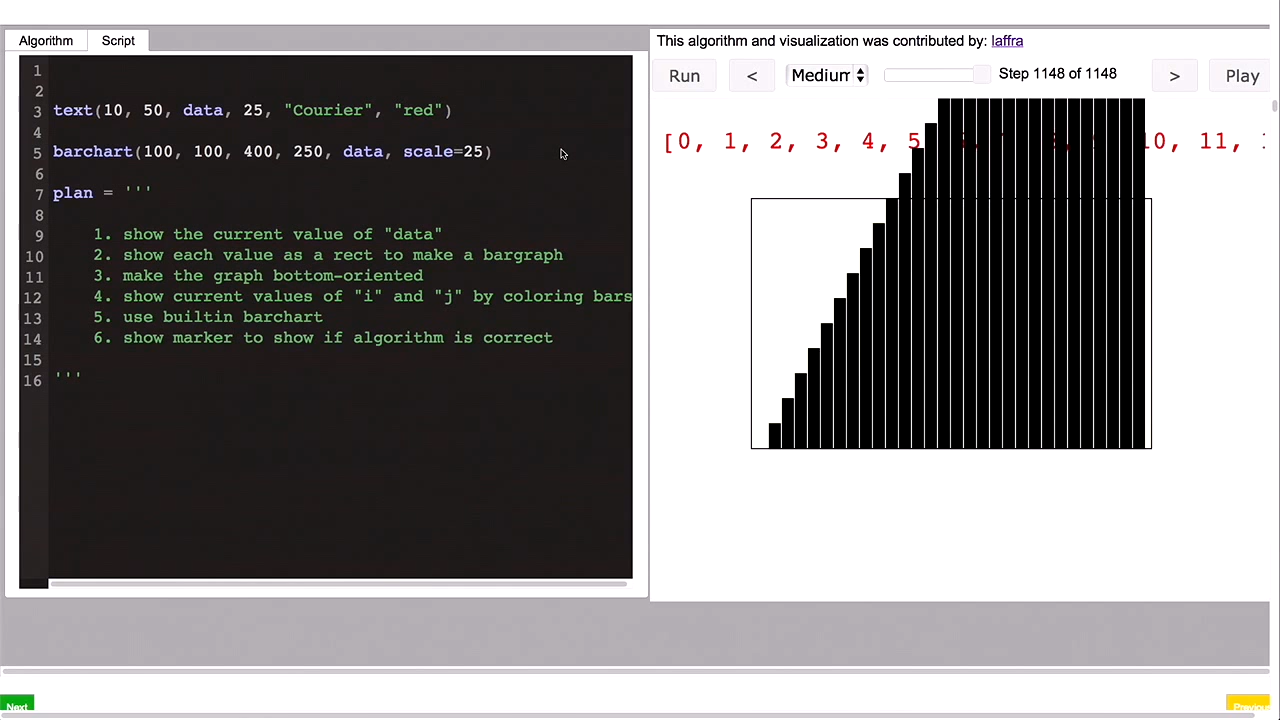 Algorithm Script
1
2
3 text(10, 50, data, 25, "Courier", "red")
4
5 barchart(100, 100, 400, 250, data, scale=25)
6
7 plan = '''
8
9 1. show the current value of "data"
10 2. show each value as a rect to make a bargraph
11 3. make the graph bottom-oriented
12 4. show current values of "i" and "j" by coloring bars
13 5. use builtin barchart
14 6. show marker to show if algorithm is correct
15
16 '''
This algorithm and visualization was contributed by: laffra
Run < Medium Step 1148 of 1148 > Play
[0, 1, 2, 3, 4, 5 10, 11,
Next
Previous